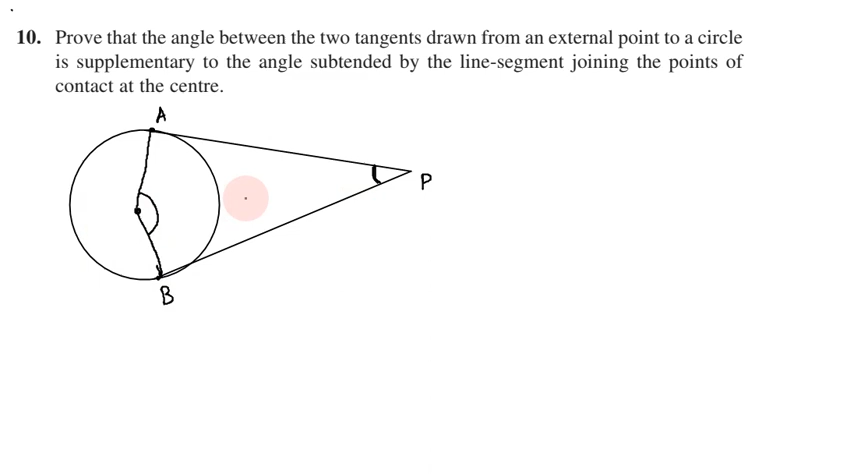 10. Prove that the angle between the two tangents drawn from an external point to a circle
is supplementary to the angle subtended by the line-segment joining the points of
contact at the centre.
A
P
B